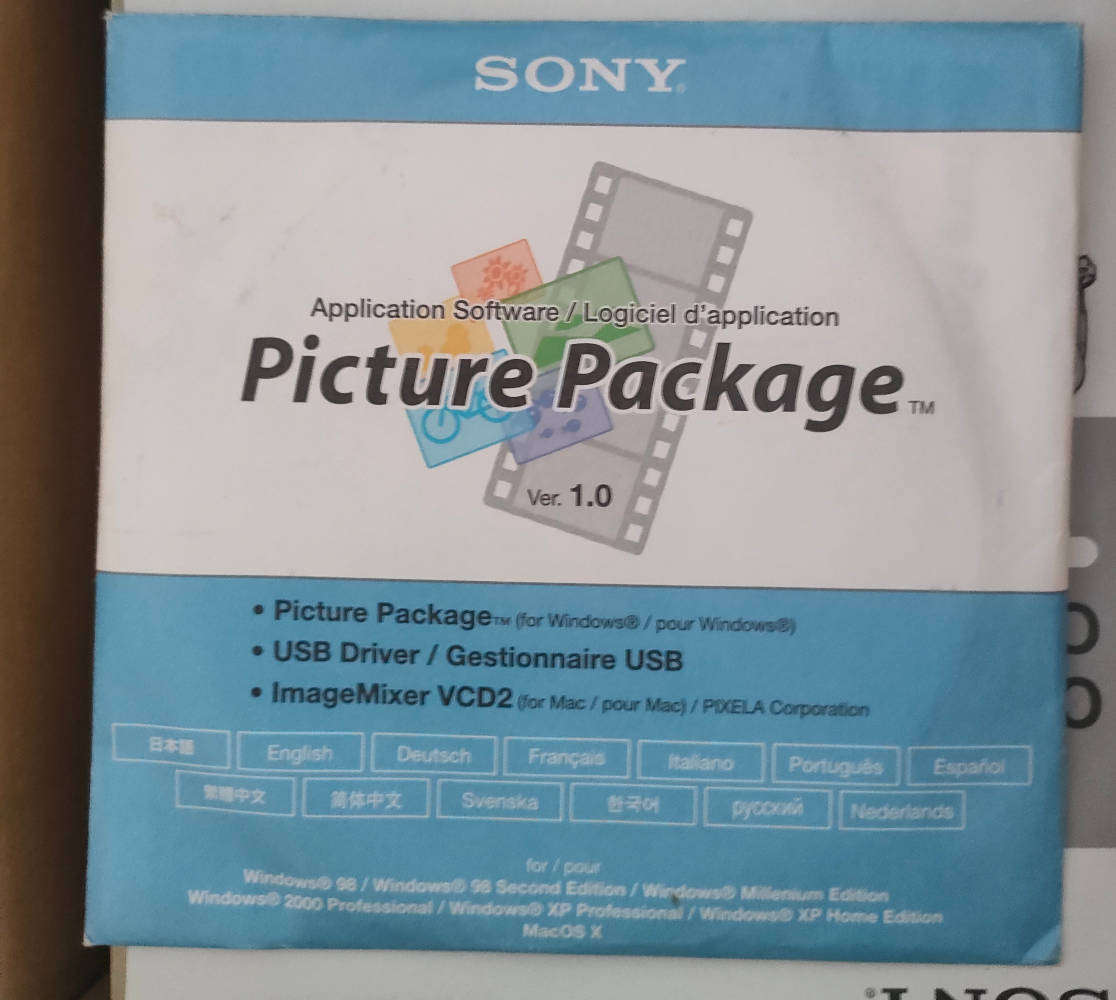 SONY®
Application Software / Logiciel d'application
Picture Package™
Ver. 1.0
• Picture Package™ (for Windows® / pour Windows®)
• USB Driver / Gestionnaire USB
• ImageMixer VCD2 (for Mac / pour Mac) / PIXELA Corporation
日本語 English Deutsch Français Italiano Português Español
繁體中文 简体中文 Svenska 한국어 русский Nederlands
for / pour
Windows® 98 / Windows® 98 Second Edition / Windows® Millenium Edition
Windows® 2000 Professional / Windows® XP Professional / Windows® XP Home Edition
MacOS X